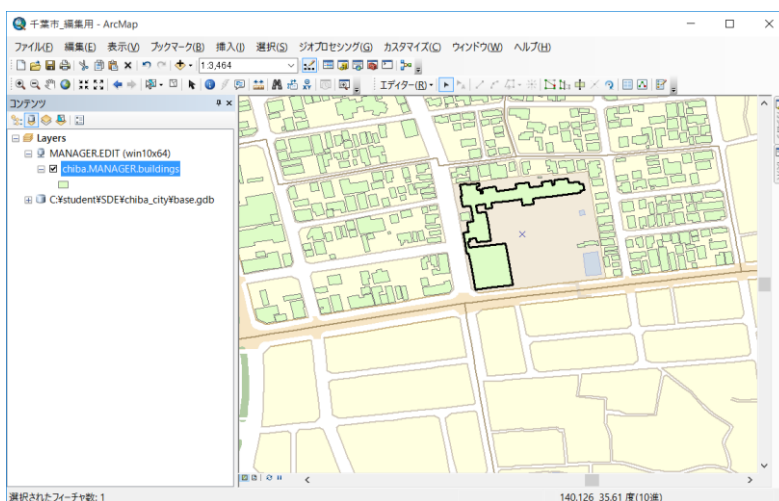 千葉市_編集用 - ArcMap
ファイル(F) 編集(E) 表示(V) ブックマーク(B) 挿入(I) 選択(S) ジオプロセシング(G) カスタマイズ(C) ウィンドウ(W) ヘルプ(H)
1:3,464
エディター(R)
コンテンツ
Layers
MANAGER.EDIT (win10x64)
chiba.MANAGER.buildings
C:¥student¥SDE¥chiba_city¥base.gdb
選択されたフィーチャ数: 1
140.126 35.61 度(10進)